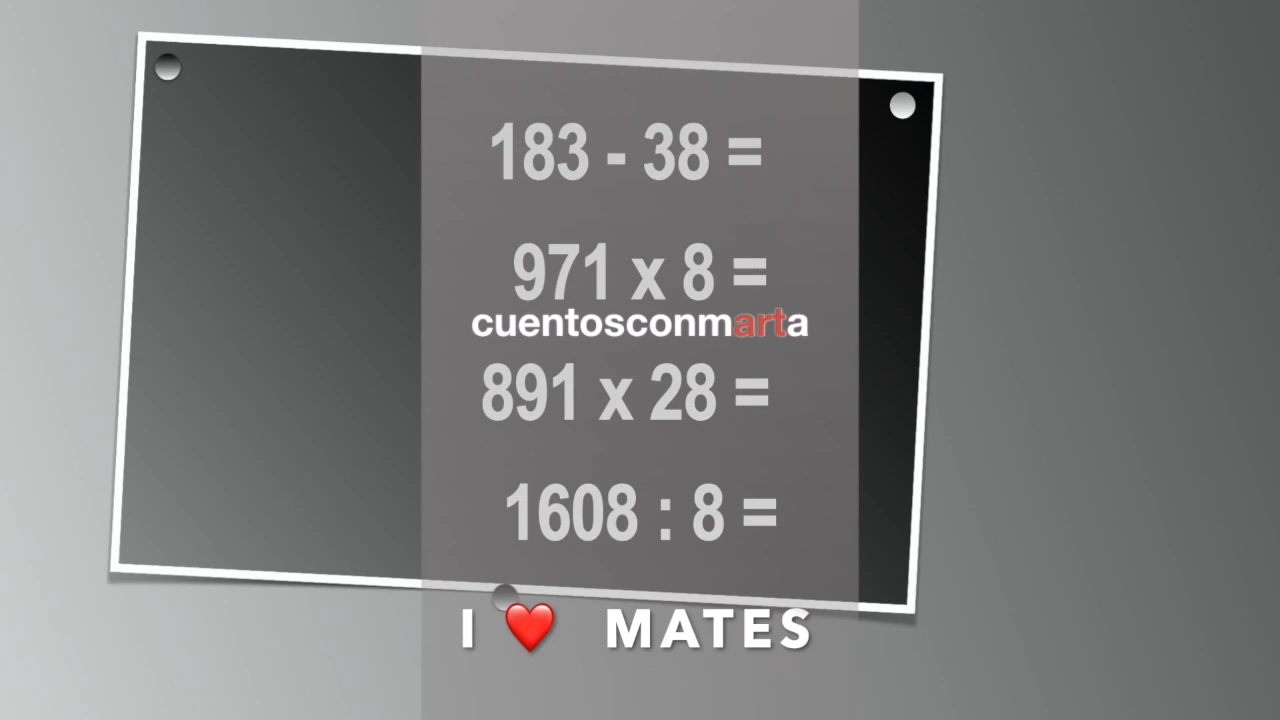 183 - 38 =
971 x 8 =
cuentosconmarta
891 x 28 =
1608 : 8 =
I ❤️ MATES